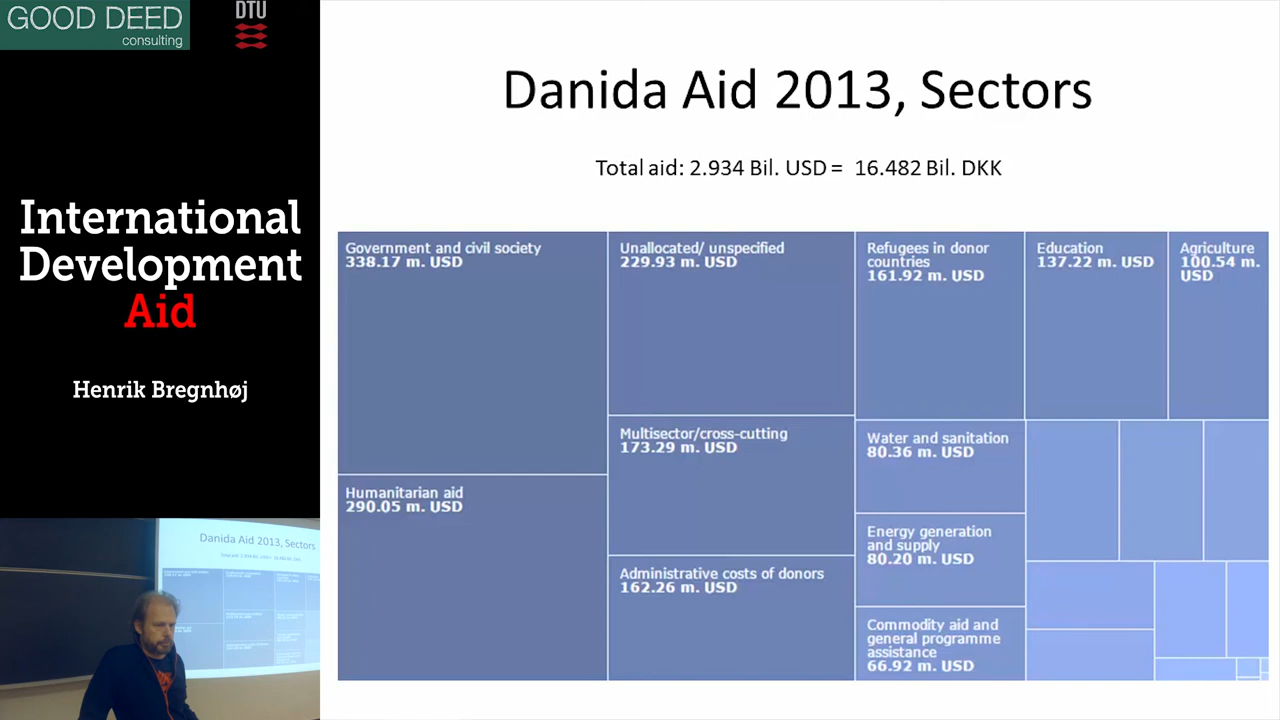 GOOD DEED
consulting
DTU
International
Development
Aid
Henrik Bregnhøj
Danida Aid 2013, Sectors
Total aid: 2.934 Bil. USD = 16.482 Bil. DKK
Government and civil society
338.17 m. USD
Humanitarian aid
290.05 m. USD
Unallocated/ unspecified
229.93 m. USD
Multisector/cross-cutting
173.29 m. USD
Administrative costs of donors
162.26 m. USD
Refugees in donor
countries
161.92 m. USD
Education
137.22 m. USD
Agriculture
100.54 m.
USD
Water and sanitation
80.36 m. USD
Energy generation
and supply
80.20 m. USD
Commodity aid and
general programme
assistance
66.92 m. USD
Danida Aid 2013, Sectors